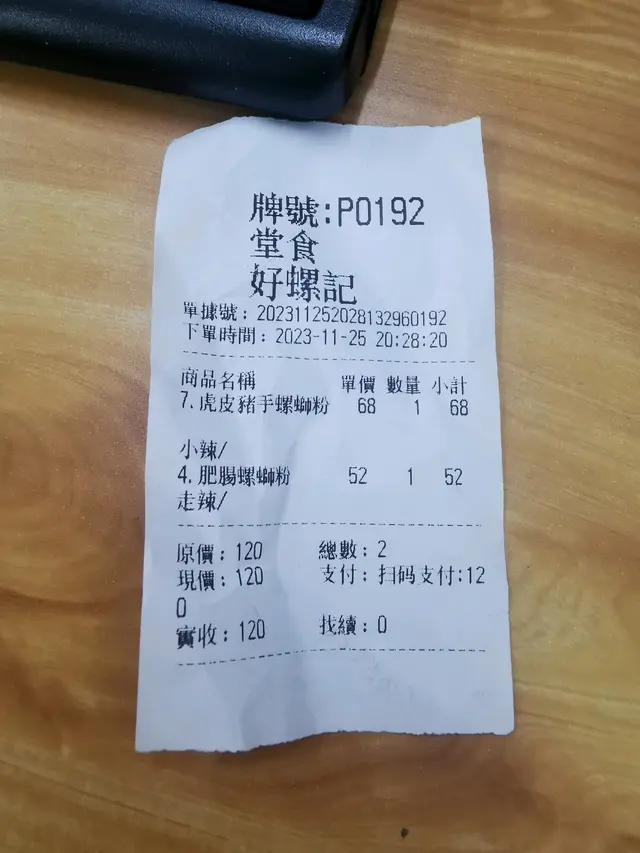 牌號:P0192
堂食
好螺記
單據號: 202311252028132960192
下單時間: 2023-11-25 20:28:20
商品名稱 單價 數量 小計
7.虎皮豬手螺螄粉 68 1 68
小辣/
4.肥腸螺螄粉 52 1 52
走辣/
原價: 120 總數: 2
現價: 120 支付: 扫码支付:12
0
實收: 120 找續: 0